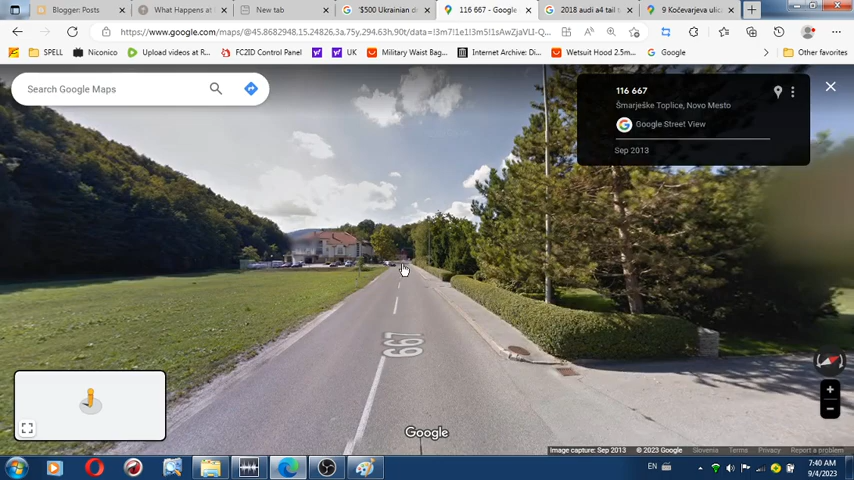 Blogger: Posts
What Happens at
New tab
'$500 Ukrainian d
116 667 - Google
2018 audi a4 tail
9 Kočevarjeva ulic
https://www.google.com/maps/@45.8682948,15.24826,3a,75y,294.63h,90t/data=!3m7!1e1!3m5!1sAwZjaVLI-Q...
SPELL
Niconico
Upload videos at R...
FC2ID Control Panel
UK
Military Waist Bag...
Internet Archive: Di...
Wetsuit Hood 2.5m...
Google
Other favorites
Search Google Maps
116 667
Šmarješke Toplice, Novo Mesto
Google Street View
Sep 2013
667
Google
Image capture: Sep 2013 © 2023 Google Slovenia Terms Privacy Report a problem
EN
7:40 AM
9/4/2023